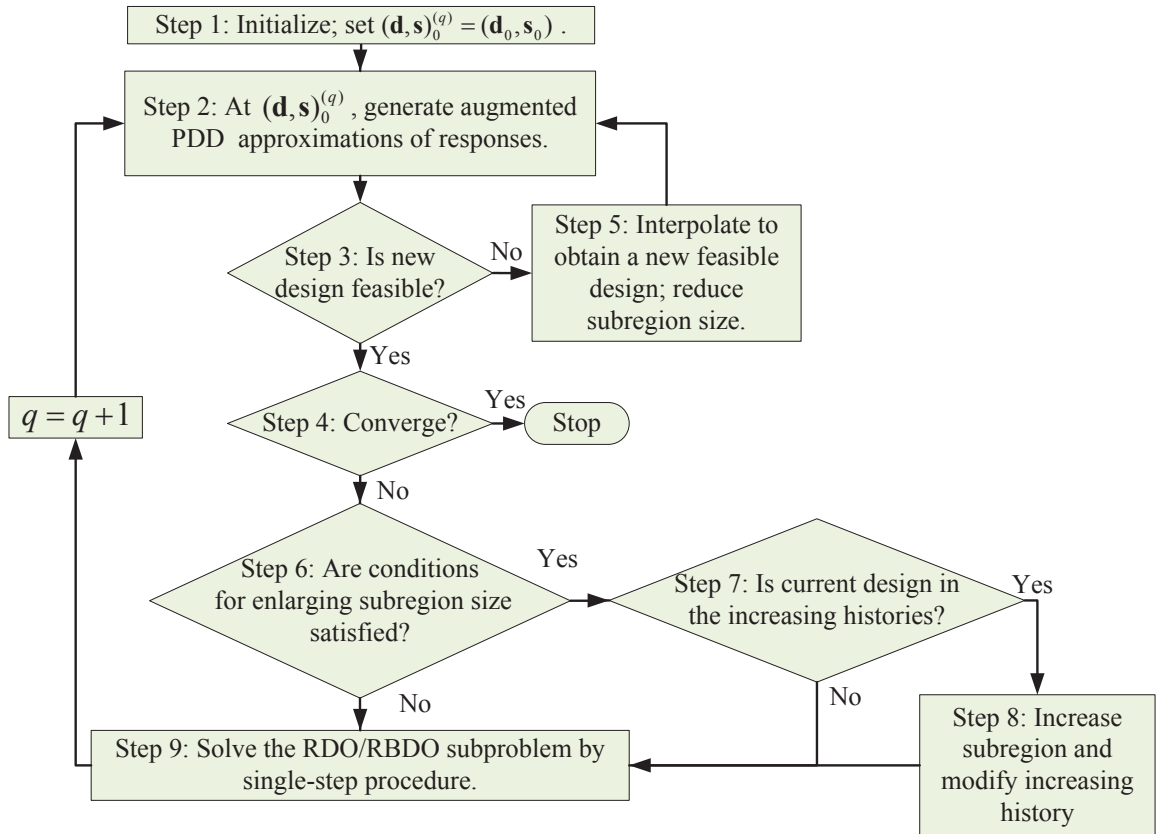 Step 1: Initialize; set (d,s)₀⁽q⁾ = (d₀,s₀) .
Step 2: At (d,s)₀⁽q⁾ , generate augmented
PDD approximations of responses.
Step 3: Is new
design feasible?
No
Step 5: Interpolate to
obtain a new feasible
design; reduce
subregion size.
Yes
Step 4: Converge?
Yes
Stop
q = q +1
No
Step 6: Are conditions
for enlarging subregion size
satisfied?
Yes
Step 7: Is current design in
the increasing histories?
Yes
No
No
Step 8: Increase
subregion and
modify increasing
history
Step 9: Solve the RDO/RBDO subproblem by
single-step procedure.